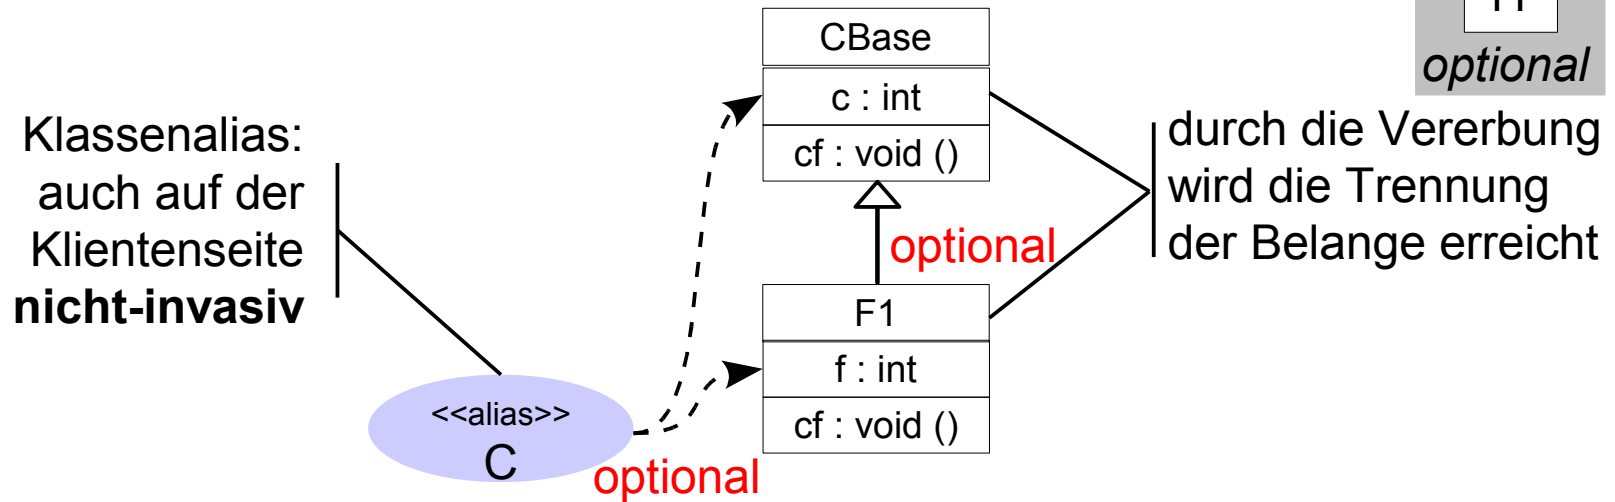 CBase
c : int
cf : void ()
optional
Klassenalias:
auch auf der
Klientenseite
nicht-invasiv
durch die Vererbung
wird die Trennung
der Belange erreicht
optional
F1
f : int
cf : void ()
<<alias>>
C
optional